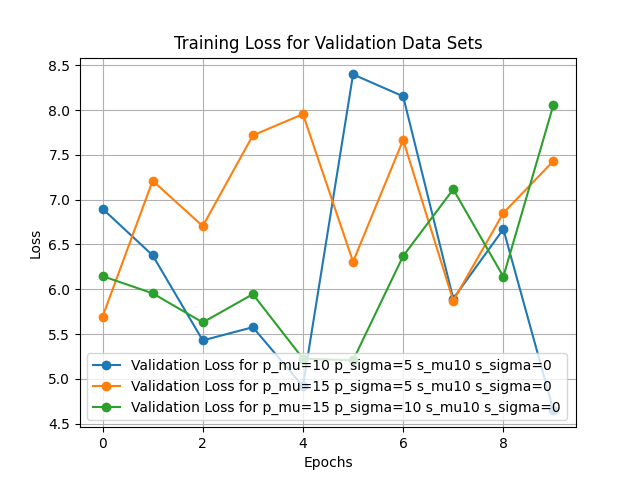 Training Loss for Validation Data Sets
8.5
8.0
7.5
7.0
6.5
6.0
5.5
5.0
4.5
Loss
Validation Loss for p_mu=10 p_sigma=5 s_mu10 s_sigma=0
Validation Loss for p_mu=15 p_sigma=5 s_mu10 s_sigma=0
Validation Loss for p_mu=15 p_sigma=10 s_mu10 s_sigma=0
0 2 4 6 8
Epochs